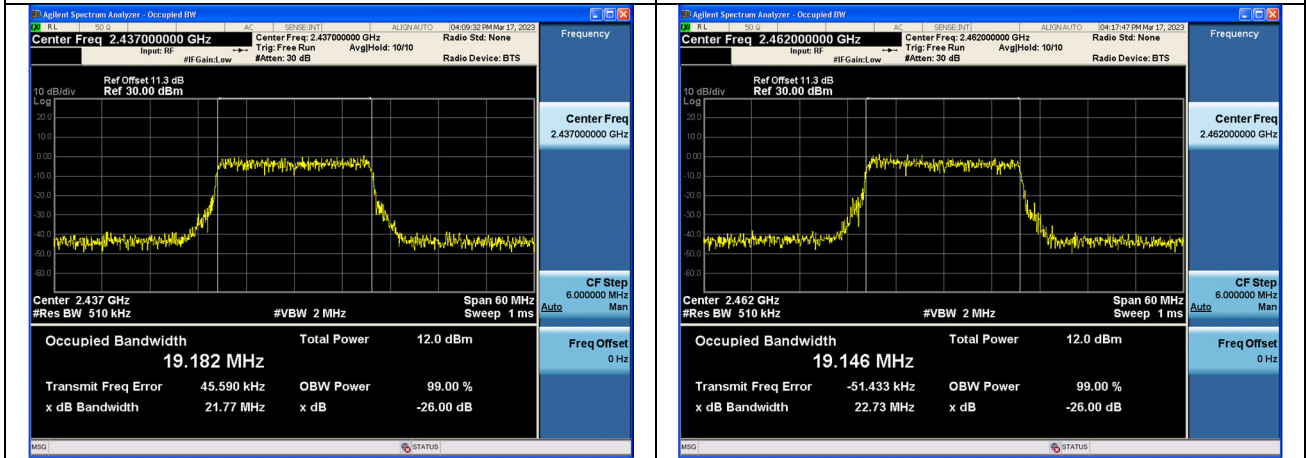 Agilent Spectrum Analyzer - Occupied BW
RL 50 Ω AC SENSE:INT ALIGN AUTO 04:09:32 PM Mar 17, 2023
Center Freq 2.437000000 GHz
Center Freq: 2.437000000 GHz Radio Std: None
Input: RF Trig: Free Run Avg|Hold: 10/10
#IFGain:Low #Atten: 30 dB Radio Device: BTS
Ref Offset 11.3 dB
10 dB/div Ref 30.00 dBm
Log
20.0
10.0
0.00
-10.0
-20.0
-30.0
-40.0
-50.0
-60.0
Center 2.437 GHz Span 60 MHz
#Res BW 510 kHz #VBW 2 MHz Sweep 1 ms
Occupied Bandwidth Total Power 12.0 dBm
19.182 MHz
Transmit Freq Error 45.590 kHz OBW Power 99.00 %
x dB Bandwidth 21.77 MHz x dB -26.00 dB
MSG STATUS
Frequency
Center Freq
2.437000000 GHz
CF Step
6.000000 MHz
Auto Man
Freq Offset
0 Hz
Agilent Spectrum Analyzer - Occupied BW
RL 50 Ω AC SENSE:INT ALIGN AUTO 04:17:47 PM Mar 17, 2023
Center Freq 2.462000000 GHz
Center Freq: 2.462000000 GHz Radio Std: None
Input: RF Trig: Free Run Avg|Hold: 10/10
#IFGain:Low #Atten: 30 dB Radio Device: BTS
Ref Offset 11.3 dB
10 dB/div Ref 30.00 dBm
Log
20.0
10.0
0.00
-10.0
-20.0
-30.0
-40.0
-50.0
-60.0
Center 2.462 GHz Span 60 MHz
#Res BW 510 kHz #VBW 2 MHz Sweep 1 ms
Occupied Bandwidth Total Power 12.0 dBm
19.146 MHz
Transmit Freq Error -51.433 kHz OBW Power 99.00 %
x dB Bandwidth 22.73 MHz x dB -26.00 dB
MSG STATUS
Frequency
Center Freq
2.462000000 GHz
CF Step
6.000000 MHz
Auto Man
Freq Offset
0 Hz